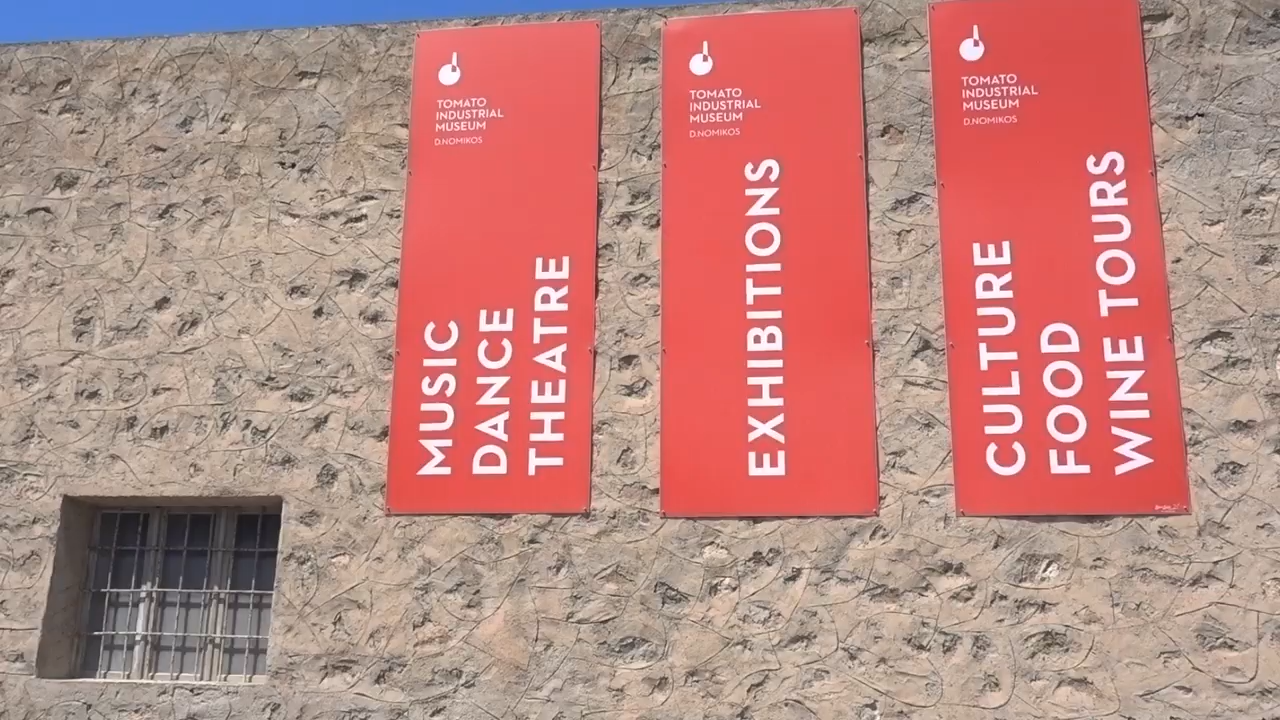 TOMATO
INDUSTRIAL
MUSEUM
D.NOMIKOS
MUSIC
DANCE
THEATRE
TOMATO
INDUSTRIAL
MUSEUM
D.NOMIKOS
EXHIBITIONS
TOMATO
INDUSTRIAL
MUSEUM
D.NOMIKOS
CULTURE
FOOD
WINE TOURS